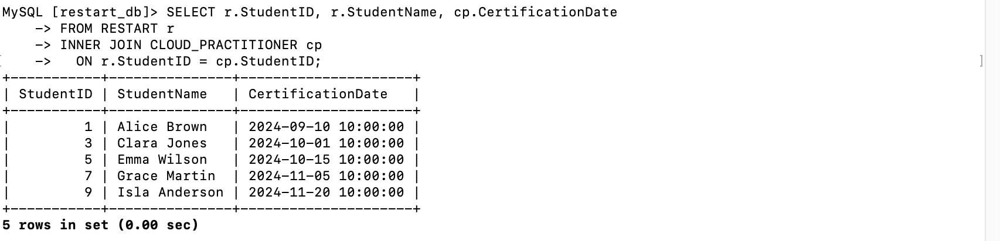 MySQL [restart_db]> SELECT r.StudentID, r.StudentName, cp.CertificationDate
    -> FROM RESTART r
    -> INNER JOIN CLOUD_PRACTITIONER cp
    ->   ON r.StudentID = cp.StudentID;
+-----------+---------------+---------------------+
| StudentID | StudentName   | CertificationDate   |
+-----------+---------------+---------------------+
|         1 | Alice Brown   | 2024-09-10 10:00:00 |
|         3 | Clara Jones   | 2024-10-01 10:00:00 |
|         5 | Emma Wilson   | 2024-10-15 10:00:00 |
|         7 | Grace Martin  | 2024-11-05 10:00:00 |
|         9 | Isla Anderson | 2024-11-20 10:00:00 |
+-----------+---------------+---------------------+
5 rows in set (0.00 sec)